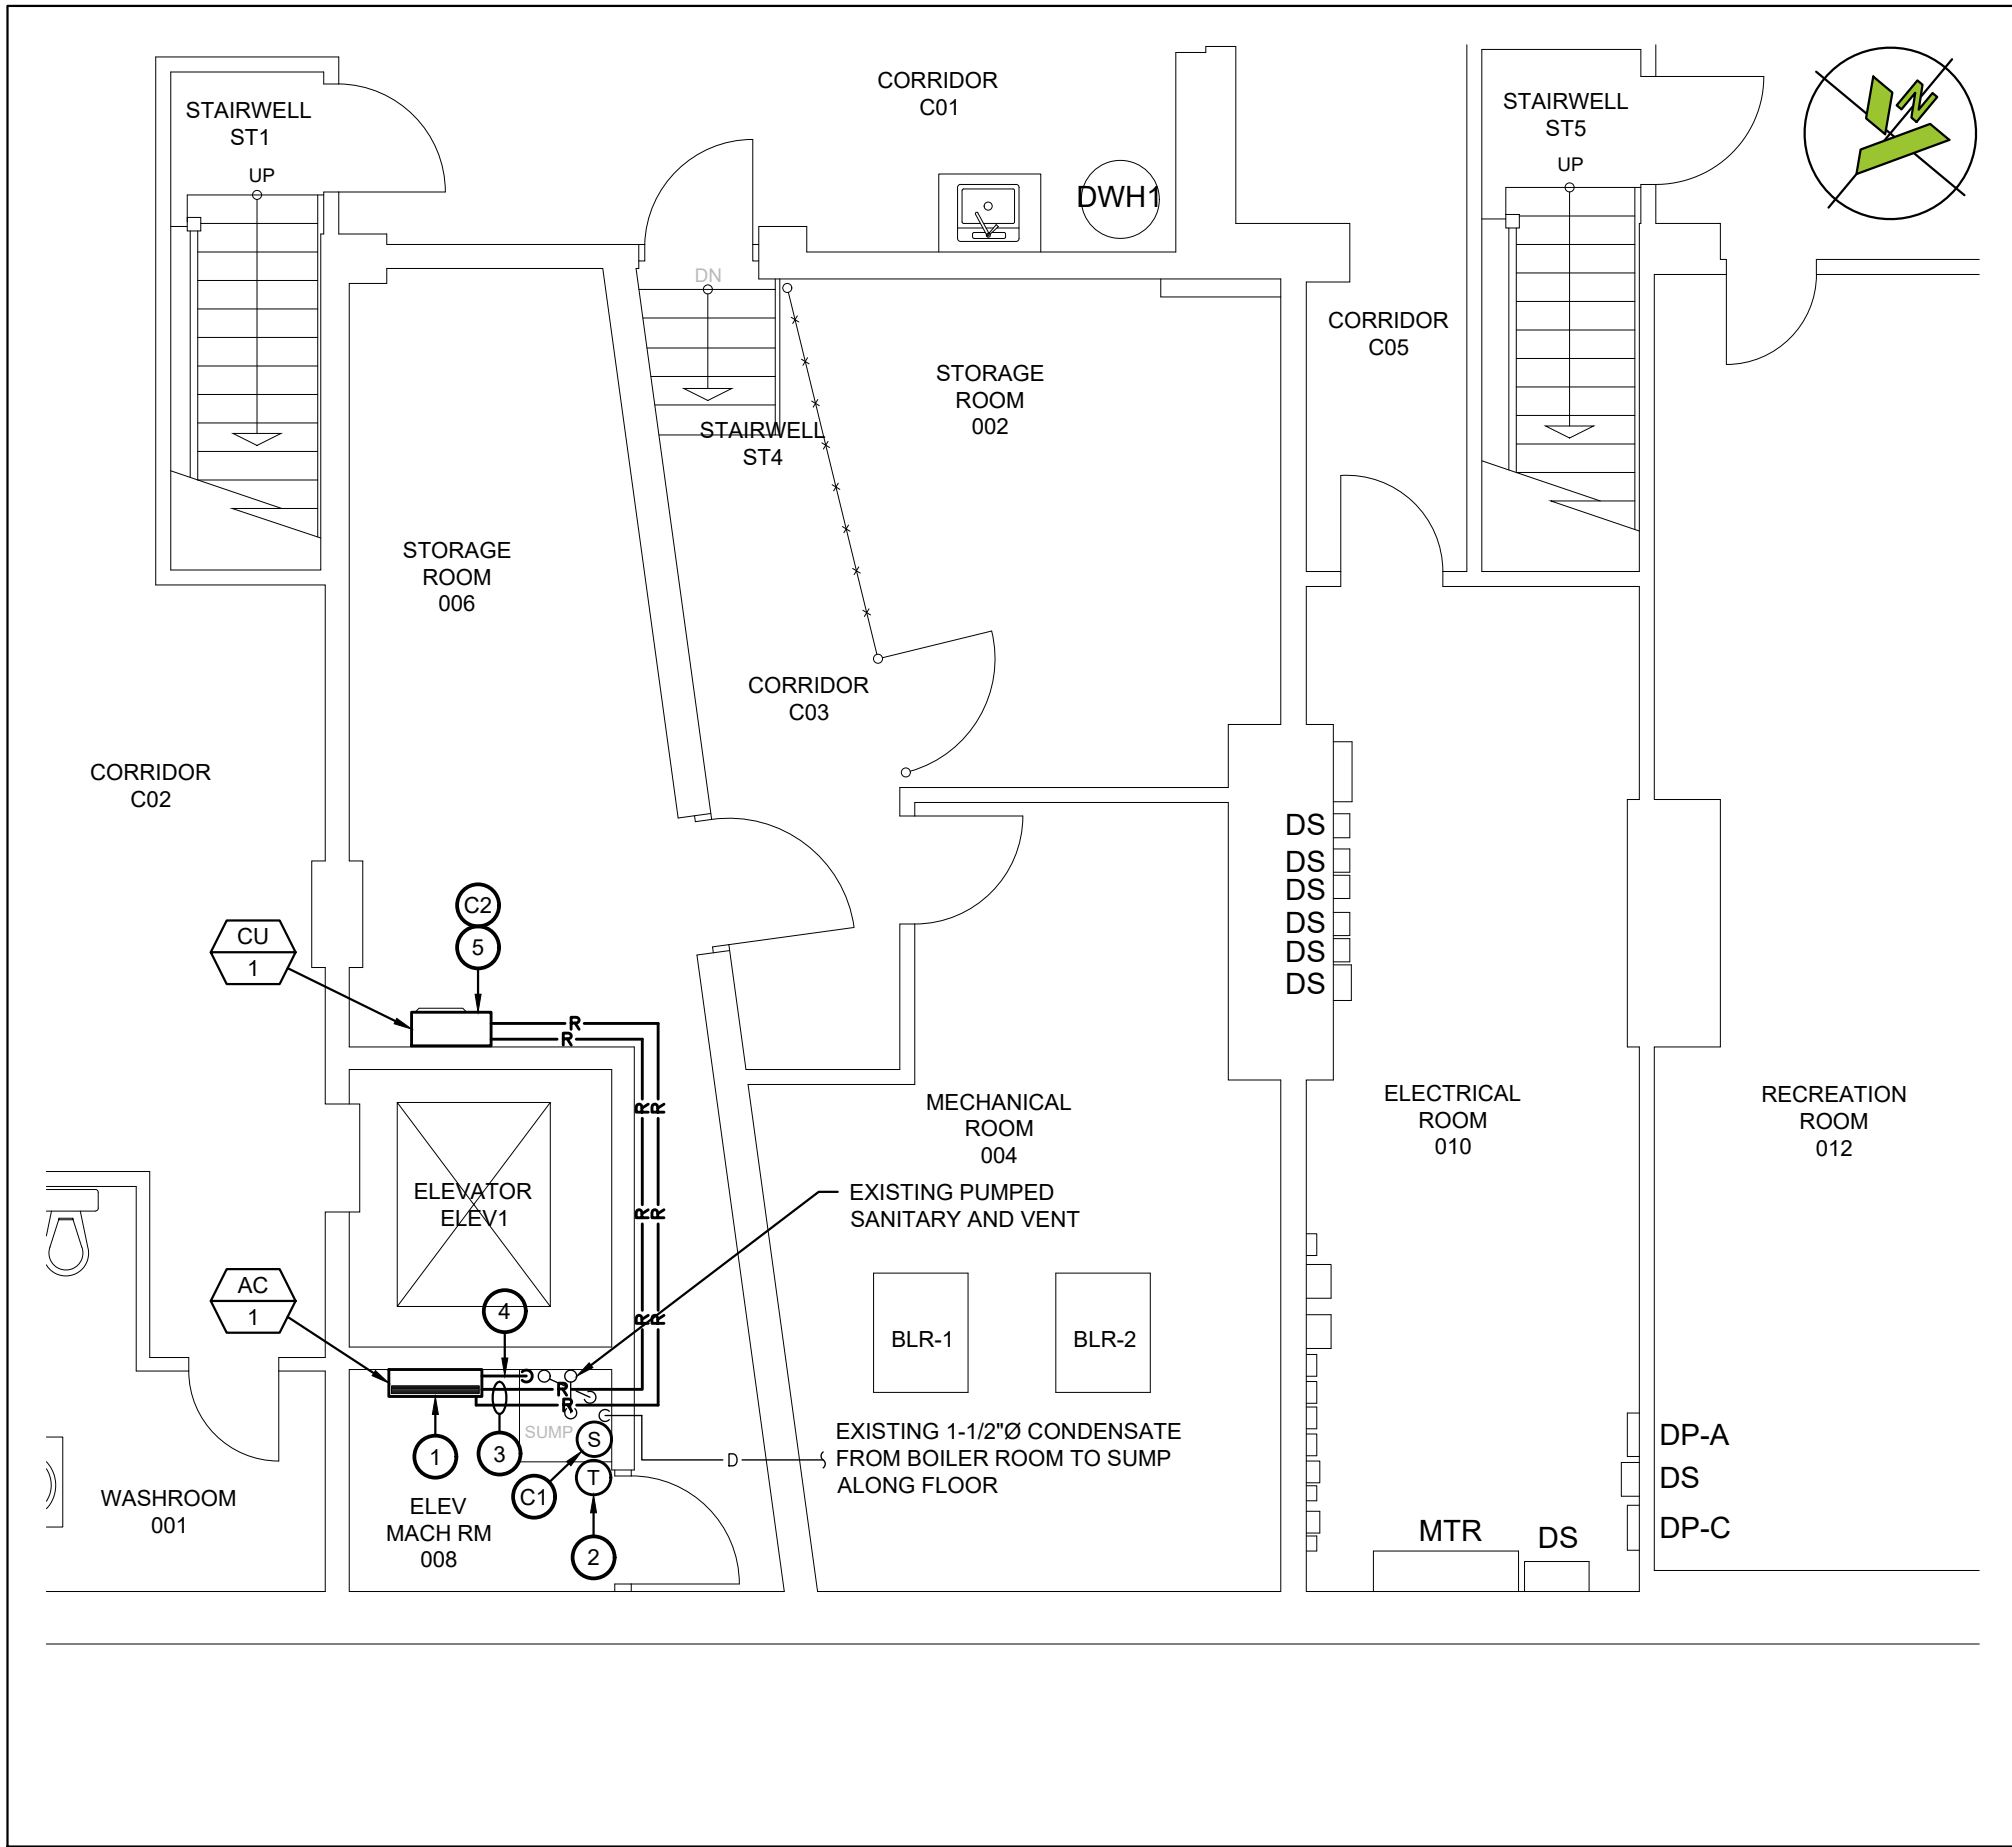 CORRIDOR
C01
STAIRWELL
ST1
UP
STAIRWELL
ST5
UP
N
DWH1
DN
CORRIDOR
C05
STORAGE
ROOM
002
STAIRWELL
ST4
STORAGE
ROOM
006
CORRIDOR
C03
CORRIDOR
C02
DS
DS
DS
DS
DS
DS
C2
5
CU
1
R
R
R R
MECHANICAL
ROOM
004
ELECTRICAL
ROOM
010
RECREATION
ROOM
012
ELEVATOR
ELEV1
EXISTING PUMPED
SANITARY AND VENT
R R
AC
1
4
R R
BLR-1
BLR-2
R
R
SUMP
S
1
3
T
C1
2
D
EXISTING 1-1/2"Ø CONDENSATE
FROM BOILER ROOM TO SUMP
ALONG FLOOR
DP-A
DS
DP-C
WASHROOM
001
ELEV
MACH RM
008
MTR
DS